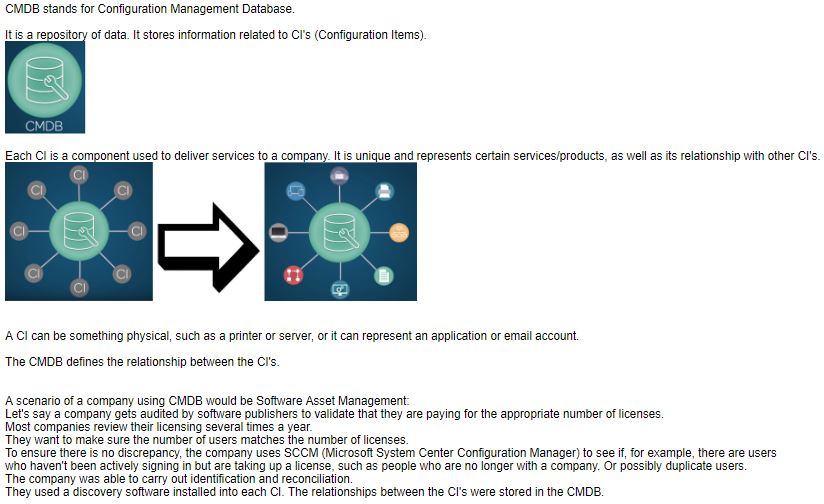 CMDB stands for Configuration Management Database.
It is a repository of data. It stores information related to CI's (Configuration Items).
CMDB
Each CI is a component used to deliver services to a company. It is unique and represents certain services/products, as well as its relationship with other CI's.
CI
CI
CI
CI
CI
CI
CI
CI
A CI can be something physical, such as a printer or server, or it can represent an application or email account.
The CMDB defines the relationship between the CI's.
A scenario of a company using CMDB would be Software Asset Management:
Let's say a company gets audited by software publishers to validate that they are paying for the appropriate number of licenses.
Most companies review their licensing several times a year.
They want to make sure the number of users matches the number of licenses.
To ensure there is no discrepancy, the company uses SCCM (Microsoft System Center Configuration Manager) to see if, for example, there are users
who haven't been actively signing in but are taking up a license, such as people who are no longer with a company. Or possibly duplicate users.
The company was able to carry out identification and reconciliation.
They used a discovery software installed into each CI. The relationships between the CI's were stored in the CMDB.